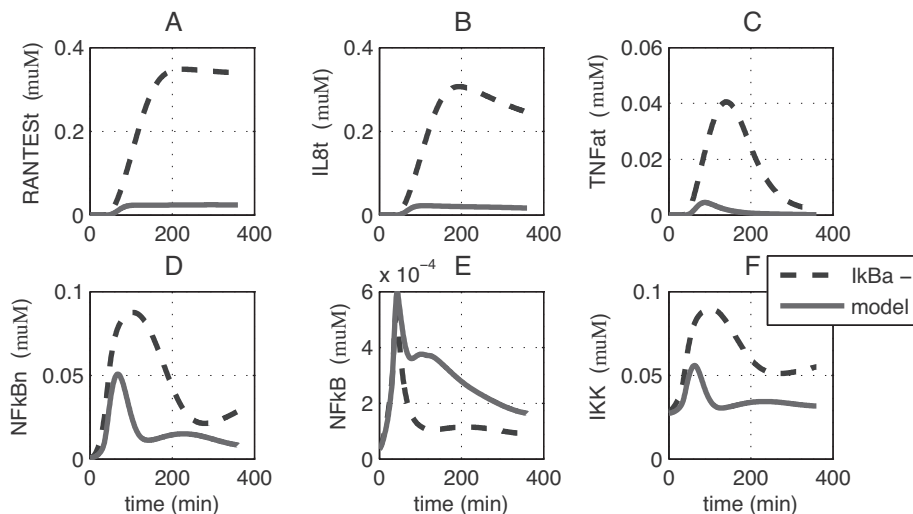 A
B
C
RANTESt (muM)
0.4
0.2
0
0 200 400
IL8t (muM)
0.4
0.2
0
0 200 400
TNFat (muM)
0.06
0.04
0.02
0
0 200 400
D
E
F
NFkBn (muM)
0.1
0.05
0
0 200 400
time (min)
x 10⁻⁴
NFkB (muM)
6
4
2
0
0 200 400
time (min)
IKK (muM)
0.1
0.05
0
0 200 400
time (min)
IkBa –
model